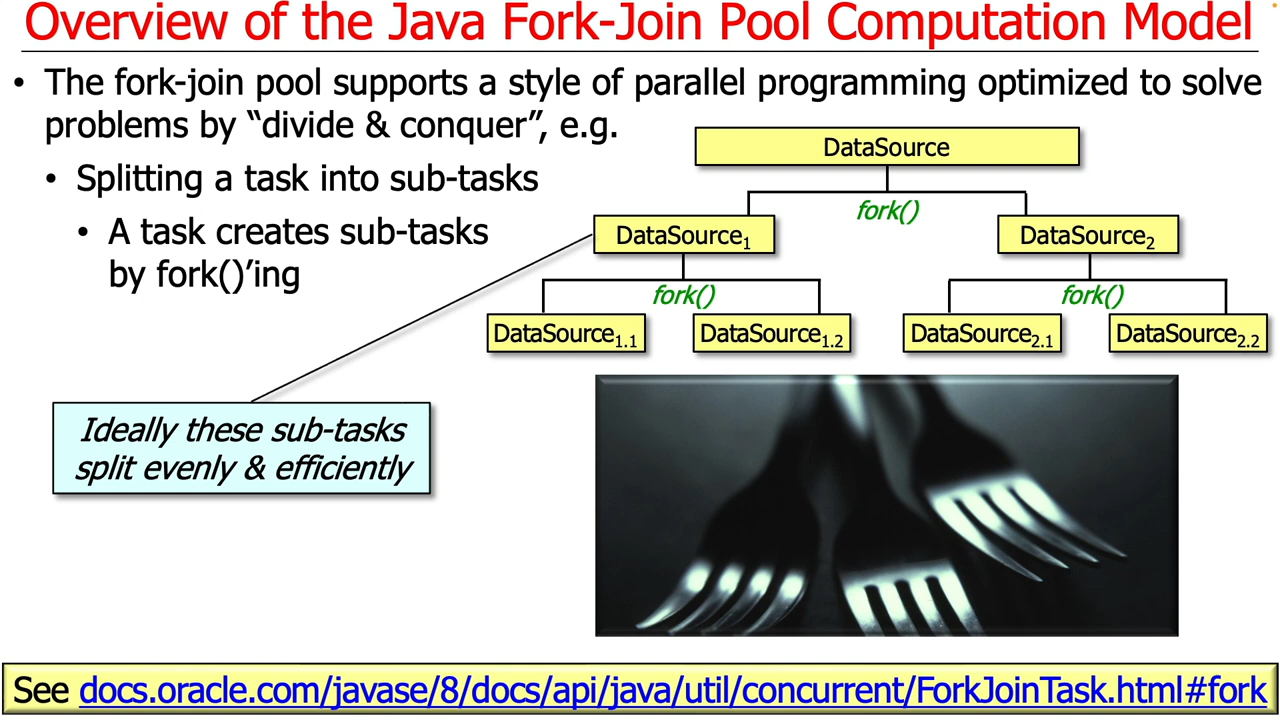 Overview of the Java Fork-Join Pool Computation Model
• The fork-join pool supports a style of parallel programming optimized to solve
problems by “divide & conquer”, e.g.
• Splitting a task into sub-tasks
• A task creates sub-tasks
by fork()’ing
DataSource
fork()
DataSource1
DataSource2
fork()
fork()
DataSource1.1
DataSource1.2
DataSource2.1
DataSource2.2
Ideally these sub-tasks
split evenly & efficiently
See docs.oracle.com/javase/8/docs/api/java/util/concurrent/ForkJoinTask.html#fork